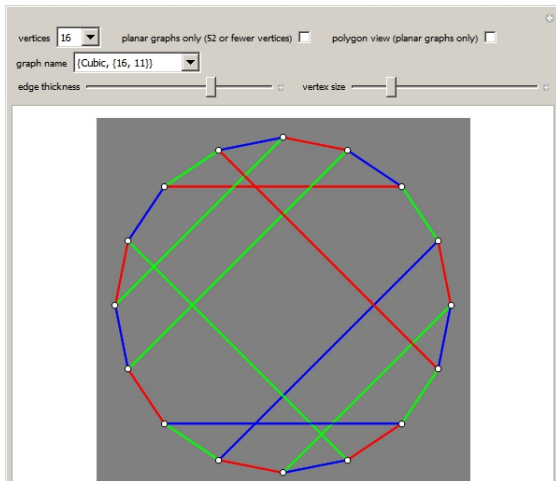 vertices 16 planar graphs only (52 or fewer vertices) polygon view (planar graphs only)
graph name {Cubic, {16, 11}}
edge thickness vertex size